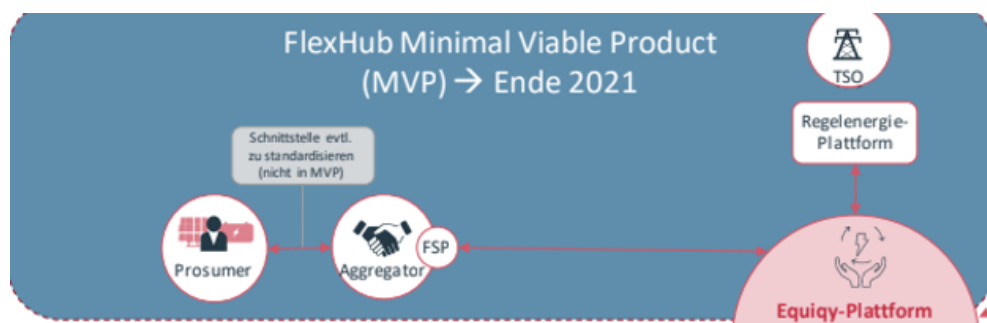 FlexHub Minimal Viable Product
(MVP) → Ende 2021
TSO
Regelenergie-
Plattform
Schnittstelle evtl.
zu standardisieren
(nicht in MVP)
Prosumer
Aggregator
FSP
Equiqy-Plattform